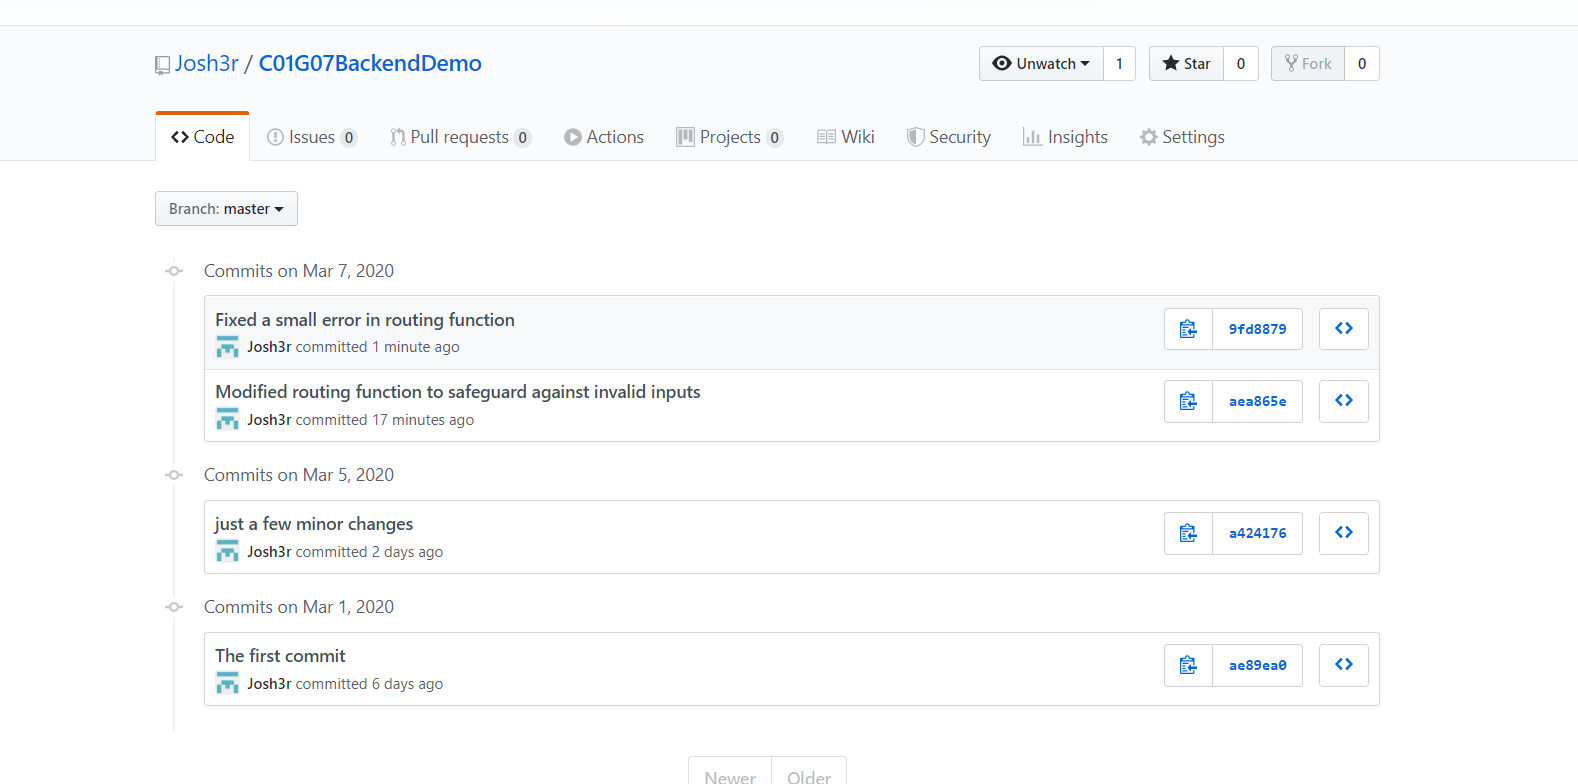 Josh3r / C01G07BackendDemo
Unwatch 1 Star 0 Fork 0
Code Issues 0 Pull requests 0 Actions Projects 0 Wiki Security Insights Settings
Branch: master
Commits on Mar 7, 2020
Fixed a small error in routing function
Josh3r committed 1 minute ago
9fd8879
Modified routing function to safeguard against invalid inputs
Josh3r committed 17 minutes ago
aea865e
Commits on Mar 5, 2020
just a few minor changes
Josh3r committed 2 days ago
a424176
Commits on Mar 1, 2020
The first commit
Josh3r committed 6 days ago
ae89ea0
Newer Older